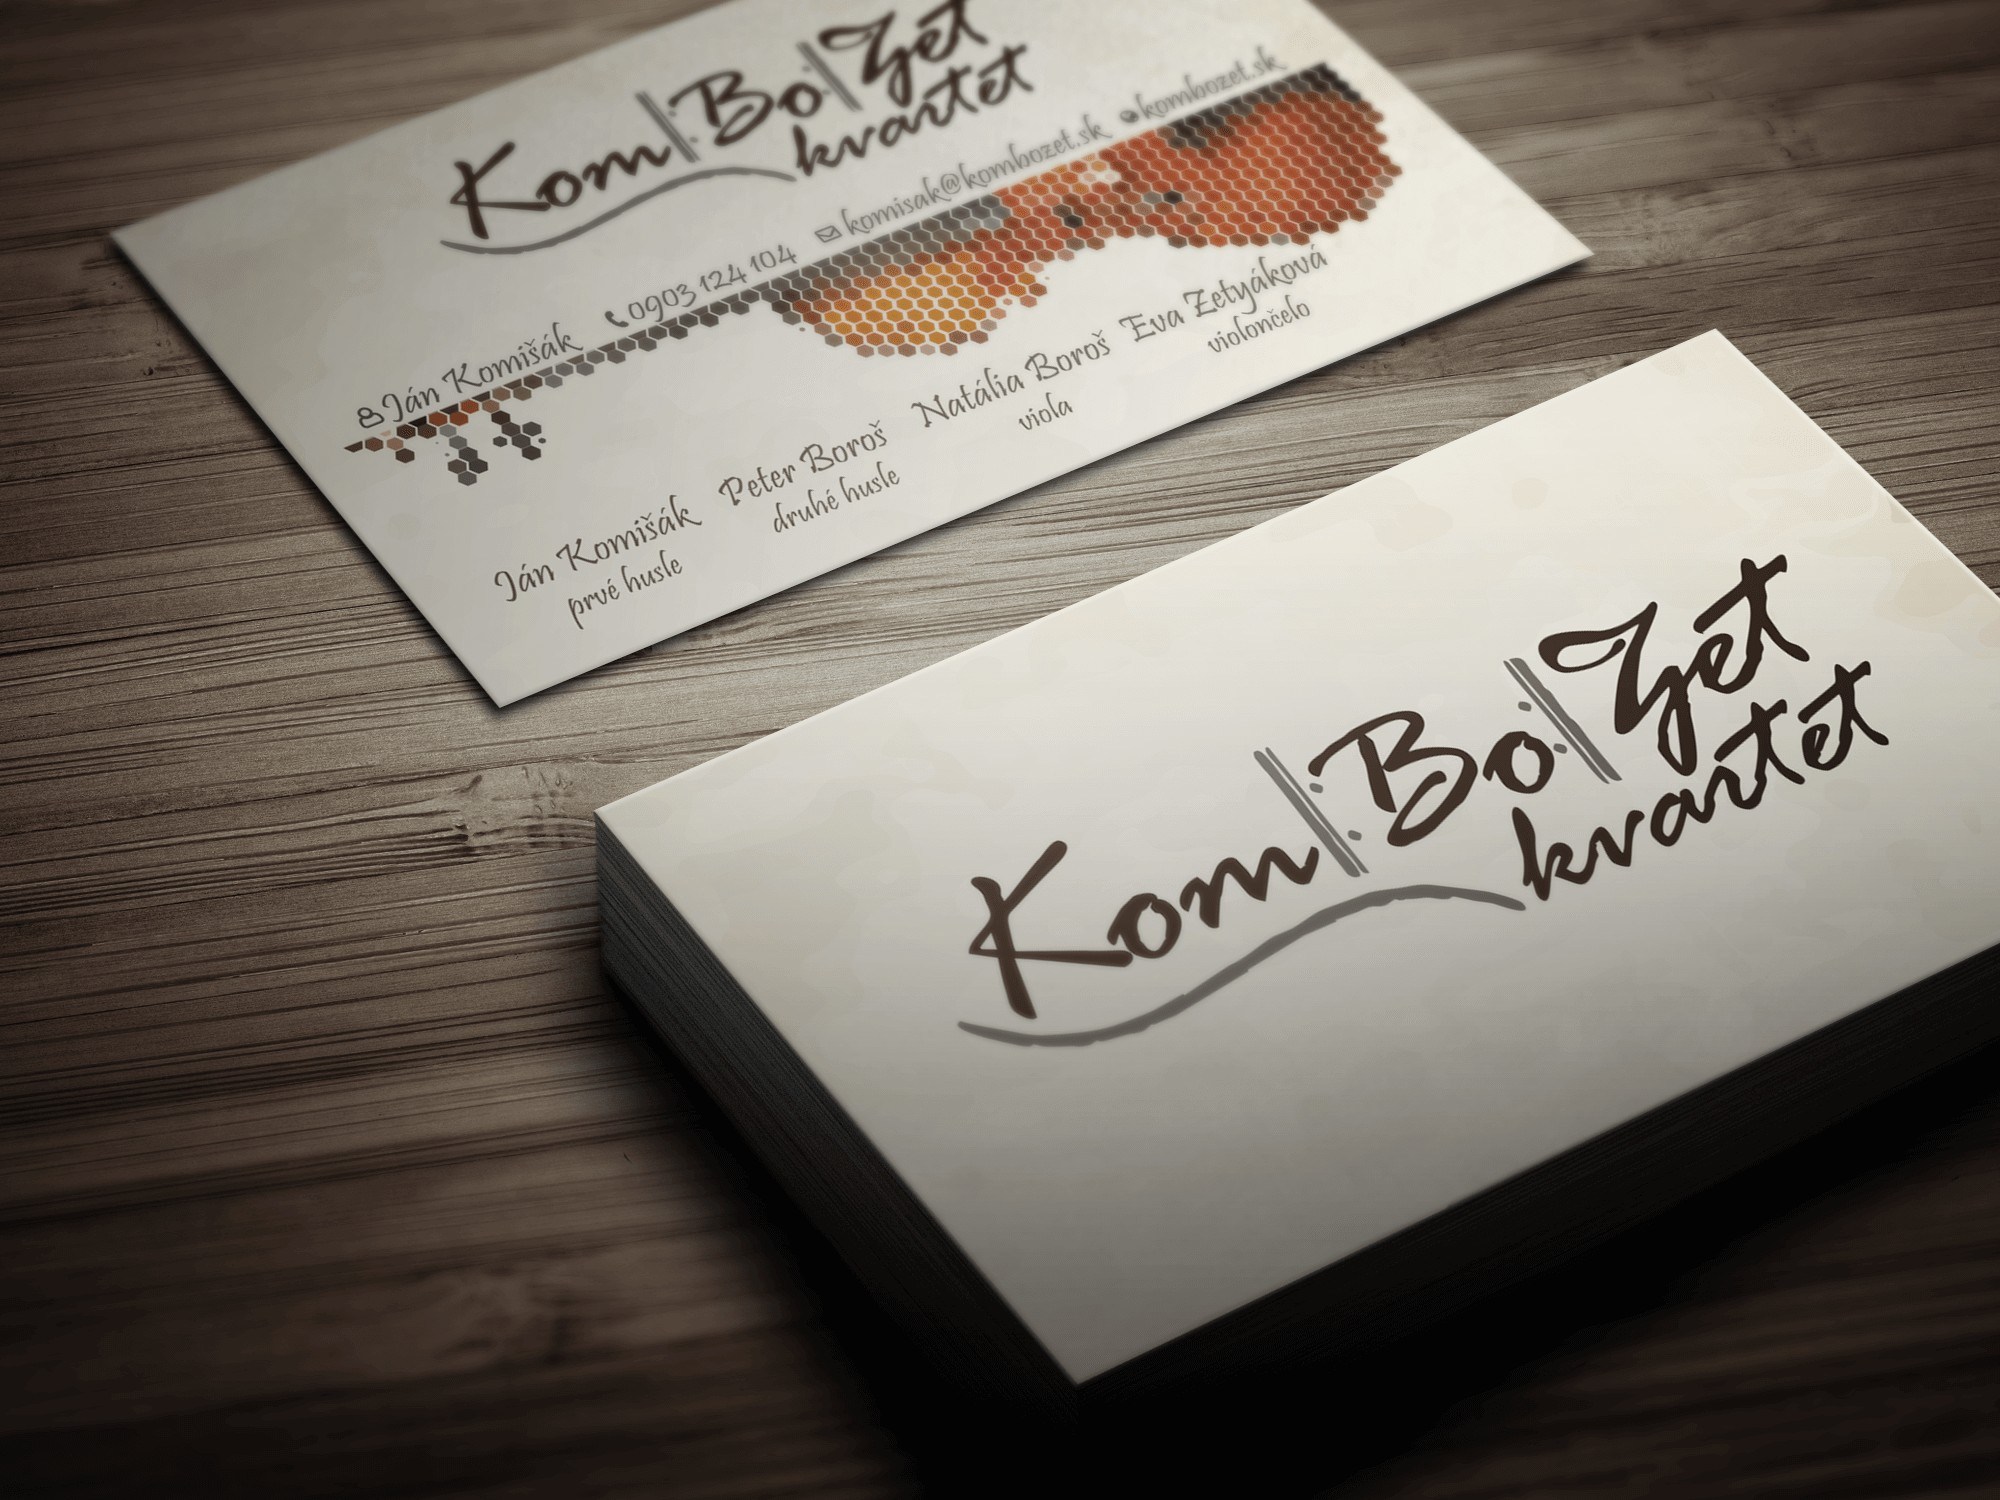 Kom Bo Zet
kvartet
Ján Komišák 0903 124 104 komisak@kombozet.sk kombozet.sk
Ján Komišák Peter Boroš Natália Boroš Eva Zetyáková
prvé husle druhé husle viola violončelo
Kom Bo Zet
kvartet